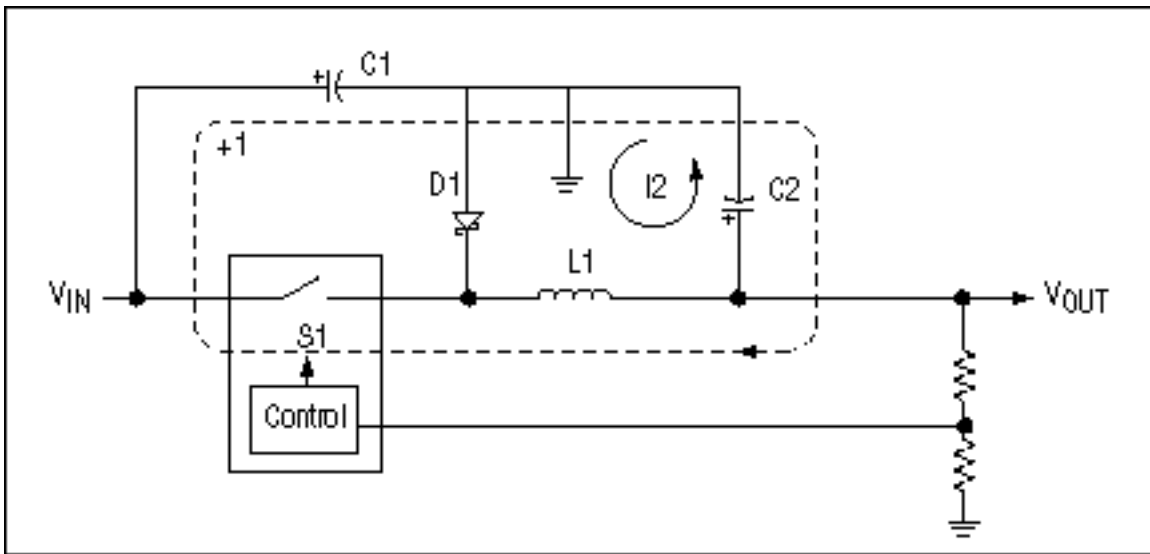 + C1
+1
D1
I2
C2
+
L1
VIN
VOUT
S1
Control